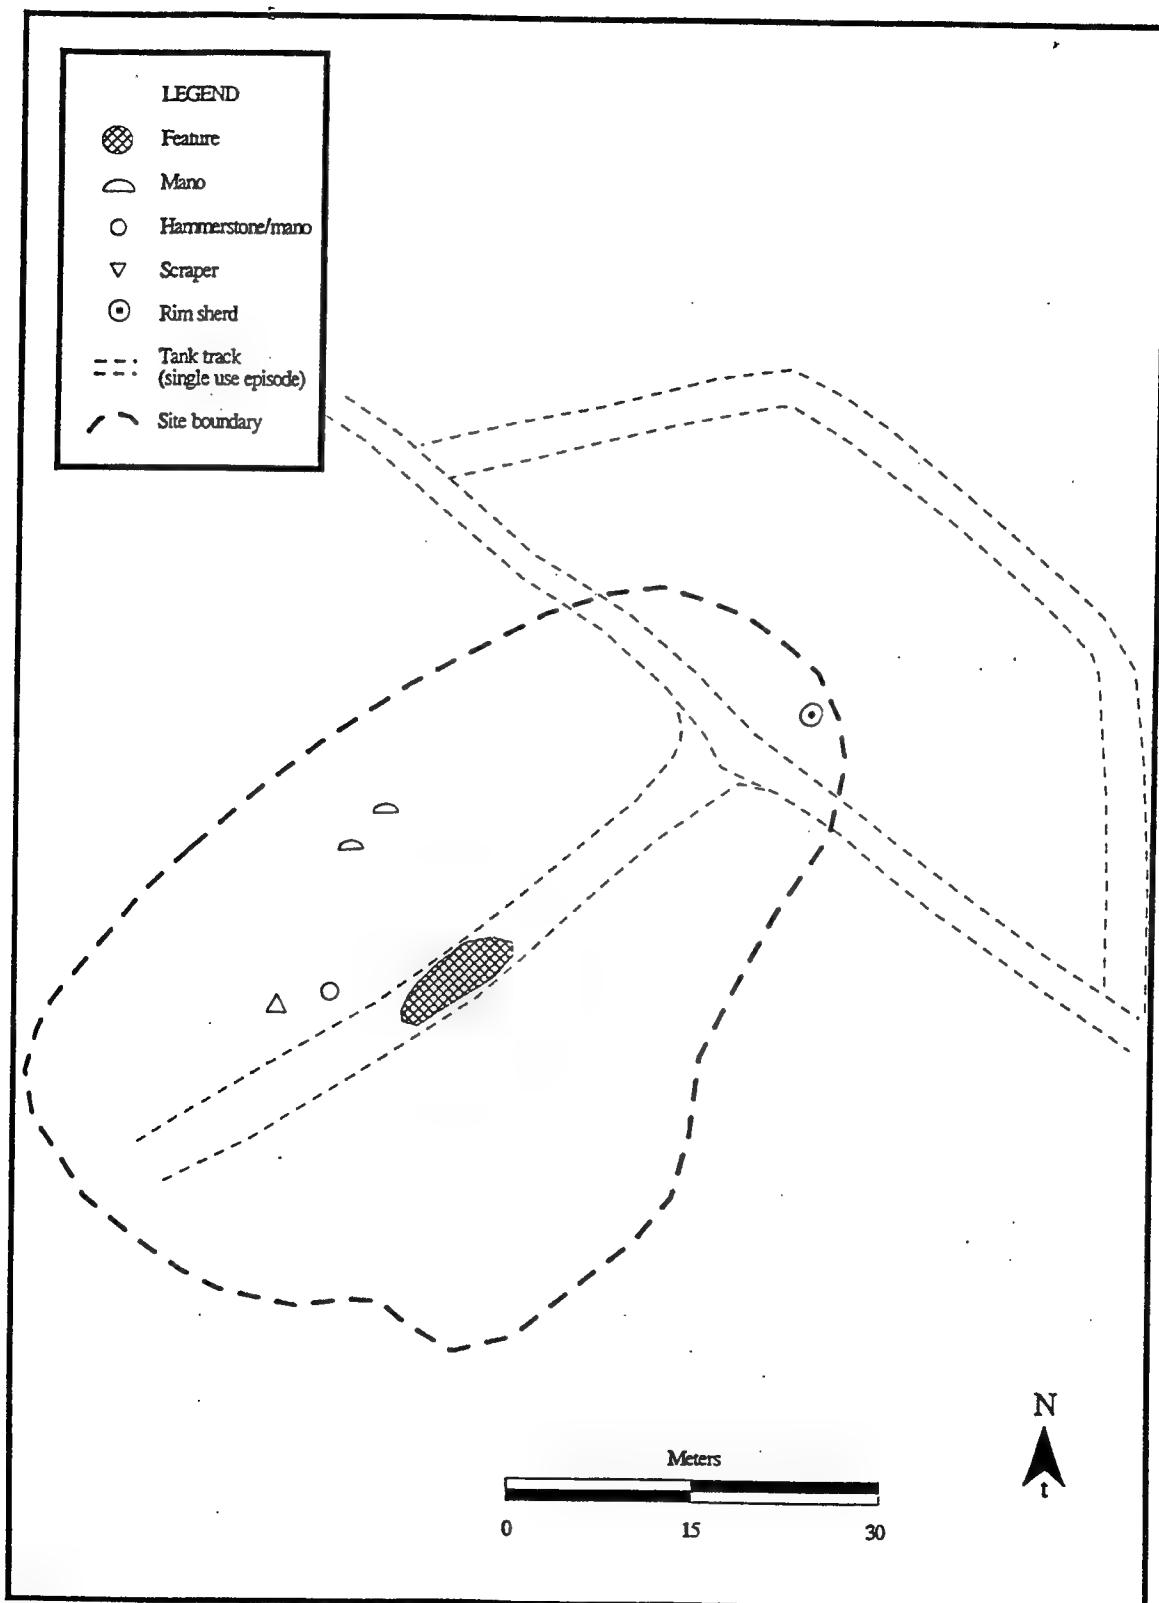 LEGEND
Feature
Mano
Hammerstone/mano
Scraper
Rim sherd
Tank track
(single use episode)
Site boundary
N
t
Meters
0 15 30